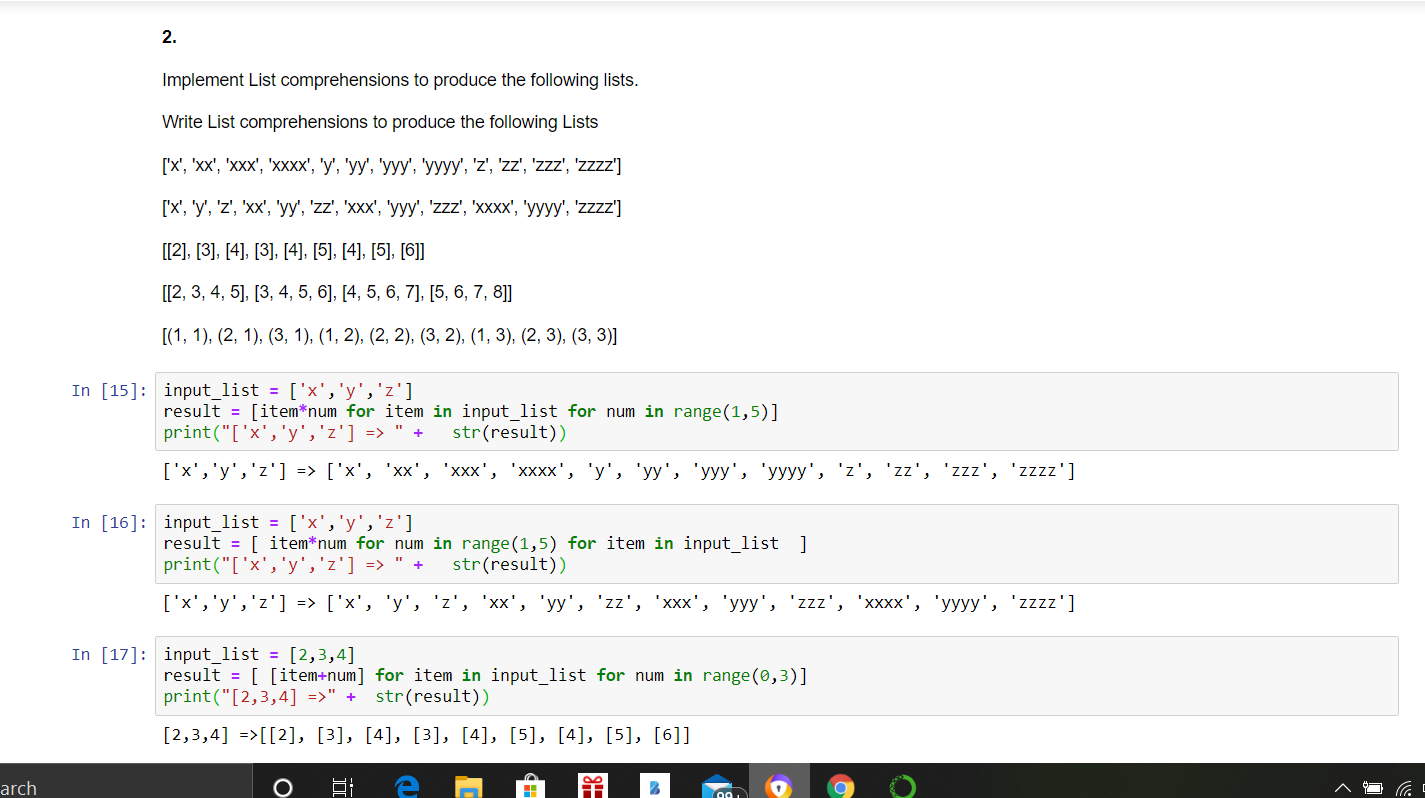 2.
Implement List comprehensions to produce the following lists.
Write List comprehensions to produce the following Lists
['x', 'xx', 'xxx', 'xxxx', 'y', 'yy', 'yyy', 'yyyy', 'z', 'zz', 'zzz', 'zzzz']
['x', 'y', 'z', 'xx', 'yy', 'zz', 'xxx', 'yyy', 'zzz', 'xxxx', 'yyyy', 'zzzz']
[[2], [3], [4], [3], [4], [5], [4], [5], [6]]
[[2, 3, 4, 5], [3, 4, 5, 6], [4, 5, 6, 7], [5, 6, 7, 8]]
[(1, 1), (2, 1), (3, 1), (1, 2), (2, 2), (3, 2), (1, 3), (2, 3), (3, 3)]
In [15]: input_list = ['x','y','z']
result = [item*num for item in input_list for num in range(1,5)]
print("['x','y','z'] => " +   str(result))
['x','y','z'] => ['x', 'xx', 'xxx', 'xxxx', 'y', 'yy', 'yyy', 'yyyy', 'z', 'zz', 'zzz', 'zzzz']
In [16]: input_list = ['x','y','z']
result = [ item*num for num in range(1,5) for item in input_list  ]
print("['x','y','z'] => " +   str(result))
['x','y','z'] => ['x', 'y', 'z', 'xx', 'yy', 'zz', 'xxx', 'yyy', 'zzz', 'xxxx', 'yyyy', 'zzzz']
In [17]: input_list = [2,3,4]
result = [ [item+num] for item in input_list for num in range(0,3)]
print("[2,3,4] =>" +  str(result))
[2,3,4] =>[[2], [3], [4], [3], [4], [5], [4], [5], [6]]
arch
99+